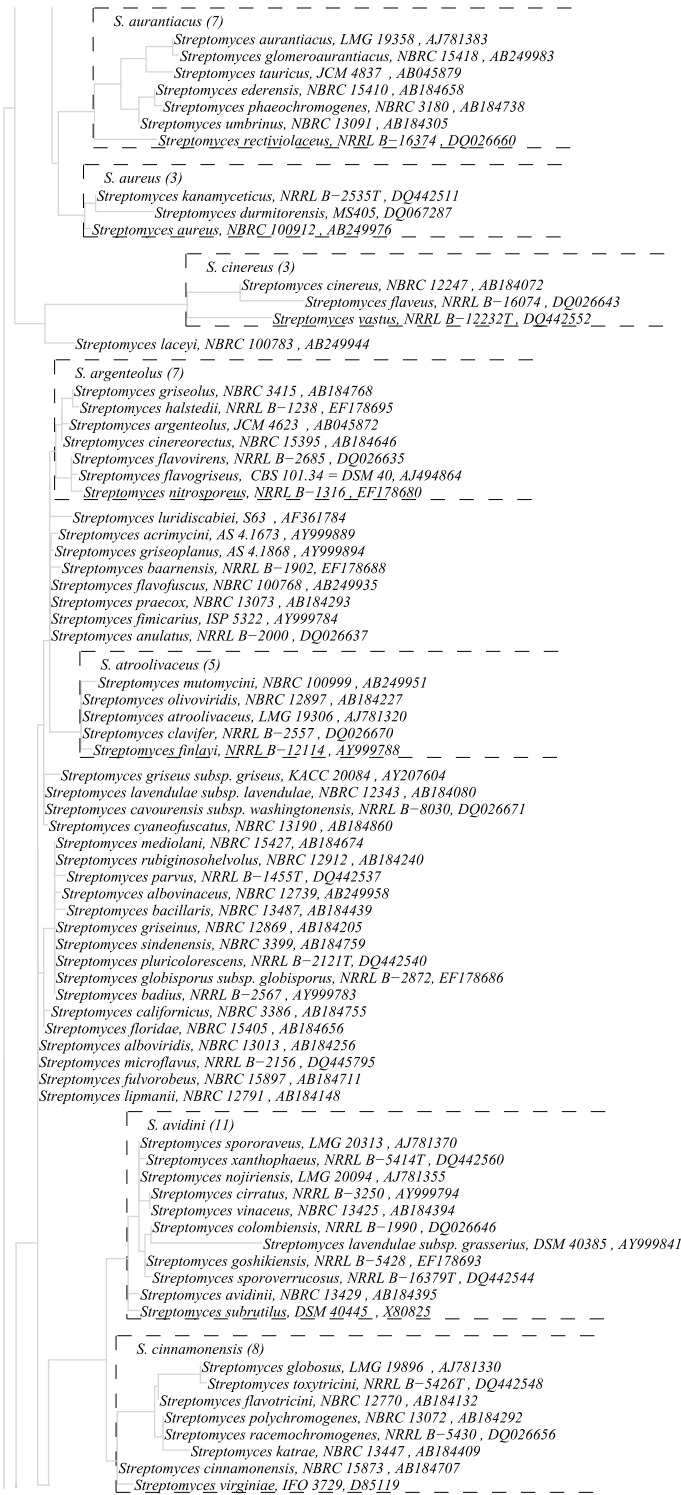 S. aurantiacus (7)
Streptomyces aurantiacus, LMG 19358 , AJ781383
Streptomyces glomeroaurantiacus, NBRC 15418 , AB249983
Streptomyces tauricus, JCM 4837 , AB045879
Streptomyces ederensis, NBRC 15410 , AB184658
Streptomyces phaeochromogenes, NBRC 3180 , AB184738
Streptomyces umbrinus, NBRC 13091 , AB184305
Streptomyces rectiviolaceus, NRRL B−16374 , DQ026660
S. aureus (3)
Streptomyces kanamyceticus, NRRL B−2535T , DQ442511
Streptomyces durmitorensis, MS405, DQ067287
Streptomyces aureus, NBRC 100912 , AB249976
S. cinereus (3)
Streptomyces cinereus, NBRC 12247 , AB184072
Streptomyces flaveus, NRRL B−16074 , DQ026643
Streptomyces vastus, NRRL B−12232T , DQ442552
Streptomyces laceyi, NBRC 100783 , AB249944
S. argenteolus (7)
Streptomyces griseolus, NBRC 3415 , AB184768
Streptomyces halstedii, NRRL B−1238 , EF178695
Streptomyces argenteolus, JCM 4623 , AB045872
Streptomyces cinereorectus, NBRC 15395 , AB184646
Streptomyces flavovirens, NRRL B−2685 , DQ026635
Streptomyces flavogriseus, CBS 101.34 = DSM 40, AJ494864
Streptomyces nitrosporeus, NRRL B−1316 , EF178680
Streptomyces luridiscabiei, S63 , AF361784
Streptomyces acrimycini, AS 4.1673 , AY999889
Streptomyces griseoplanus, AS 4.1868 , AY999894
Streptomyces baarnensis, NRRL B−1902, EF178688
Streptomyces flavofuscus, NBRC 100768 , AB249935
Streptomyces praecox, NBRC 13073 , AB184293
Streptomyces fimicarius, ISP 5322 , AY999784
Streptomyces anulatus, NRRL B−2000 , DQ026637
S. atroolivaceus (5)
Streptomyces mutomycini, NBRC 100999 , AB249951
Streptomyces olivoviridis, NBRC 12897 , AB184227
Streptomyces atroolivaceus, LMG 19306 , AJ781320
Streptomyces clavifer, NRRL B−2557 , DQ026670
Streptomyces finlayi, NRRL B−12114 , AY999788
Streptomyces griseus subsp. griseus, KACC 20084 , AY207604
Streptomyces lavendulae subsp. lavendulae, NBRC 12343 , AB184080
Streptomyces cavourensis subsp. washingtonensis, NRRL B−8030, DQ026671
Streptomyces cyaneofuscatus, NBRC 13190 , AB184860
Streptomyces mediolani, NBRC 15427, AB184674
Streptomyces rubiginosohelvolus, NBRC 12912 , AB184240
Streptomyces parvus, NRRL B−1455T , DQ442537
Streptomyces albovinaceus, NBRC 12739, AB249958
Streptomyces bacillaris, NBRC 13487, AB184439
Streptomyces griseinus, NBRC 12869 , AB184205
Streptomyces sindenensis, NBRC 3399, AB184759
Streptomyces pluricolorescens, NRRL B−2121T, DQ442540
Streptomyces globisporus subsp. globisporus, NRRL B−2872, EF178686
Streptomyces badius, NRRL B−2567 , AY999783
Streptomyces californicus, NBRC 3386 , AB184755
Streptomyces floridae, NBRC 15405 , AB184656
Streptomyces alboviridis, NBRC 13013 , AB184256
Streptomyces microflavus, NRRL B−2156 , DQ445795
Streptomyces fulvorobeus, NBRC 15897 , AB184711
Streptomyces lipmanii, NBRC 12791 , AB184148
S. avidini (11)
Streptomyces spororaveus, LMG 20313 , AJ781370
Streptomyces xanthophaeus, NRRL B−5414T , DQ442560
Streptomyces nojiriensis, LMG 20094 , AJ781355
Streptomyces cirratus, NRRL B−3250 , AY999794
Streptomyces vinaceus, NBRC 13425 , AB184394
Streptomyces colombiensis, NRRL B−1990 , DQ026646
Streptomyces lavendulae subsp. grasserius, DSM 40385 , AY999841
Streptomyces goshikiensis, NRRL B−5428 , EF178693
Streptomyces sporoverrucosus, NRRL B−16379T , DQ442544
Streptomyces avidinii, NBRC 13429 , AB184395
Streptomyces subrutilus, DSM 40445 , X80825
S. cinnamonensis (8)
Streptomyces globosus, LMG 19896 , AJ781330
Streptomyces toxytricini, NRRL B−5426T , DQ442548
Streptomyces flavotricini, NBRC 12770 , AB184132
Streptomyces polychromogenes, NBRC 13072 , AB184292
Streptomyces racemochromogenes, NRRL B−5430 , DQ026656
Streptomyces katrae, NBRC 13447 , AB184409
Streptomyces cinnamonensis, NBRC 15873 , AB184707
Streptomyces virginiae, IFO 3729, D85119